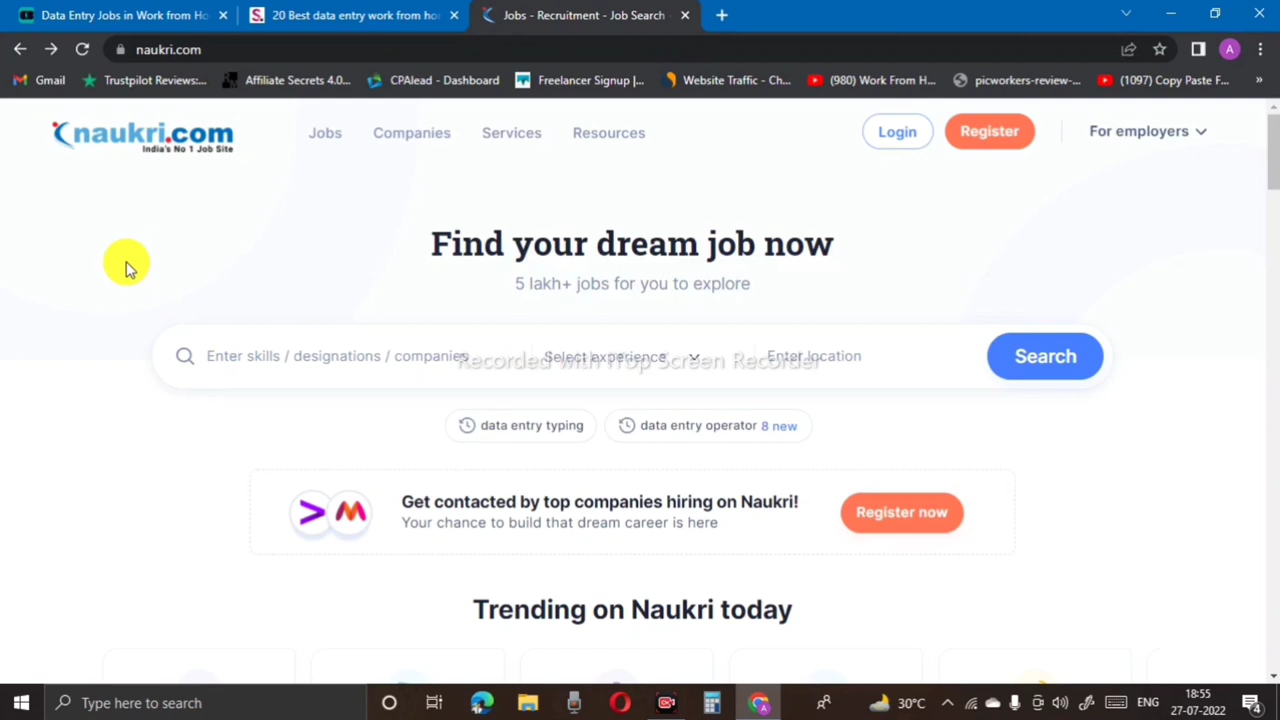 Data Entry Jobs in Work from Ho
20 Best data entry work from hor
Jobs - Recruitment - Job Search -
naukri.com
A
Gmail
Trustpilot Reviews:...
Affiliate Secrets 4.0...
CPAlead - Dashboard
Freelancer Signup |...
Website Traffic - Ch...
(980) Work From H...
picworkers-review-...
(1097) Copy Paste F...
»
naukri.com
India's No 1 Job Site
Jobs
Companies
Services
Resources
Login
Register
For employers
Find your dream job now
5 lakh+ jobs for you to explore
Enter skills / designations / companies
Select experience
Enter location
Search
Recorded with iTop Screen Recorder
data entry typing
data entry operator 8 new
Get contacted by top companies hiring on Naukri!
Your chance to build that dream career is here
Register now
Trending on Naukri today
Type here to search
30°C
ENG
18:55
27-07-2022
4